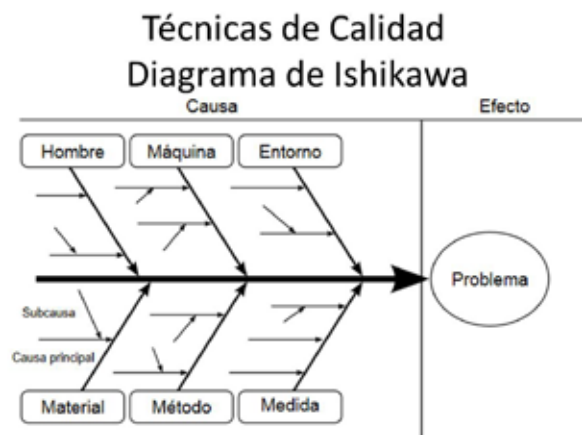 Técnicas de Calidad
Diagrama de Ishikawa
Causa
Efecto
Hombre
Máquina
Entorno
Problema
Subcausa
Causa principal
Material
Método
Medida